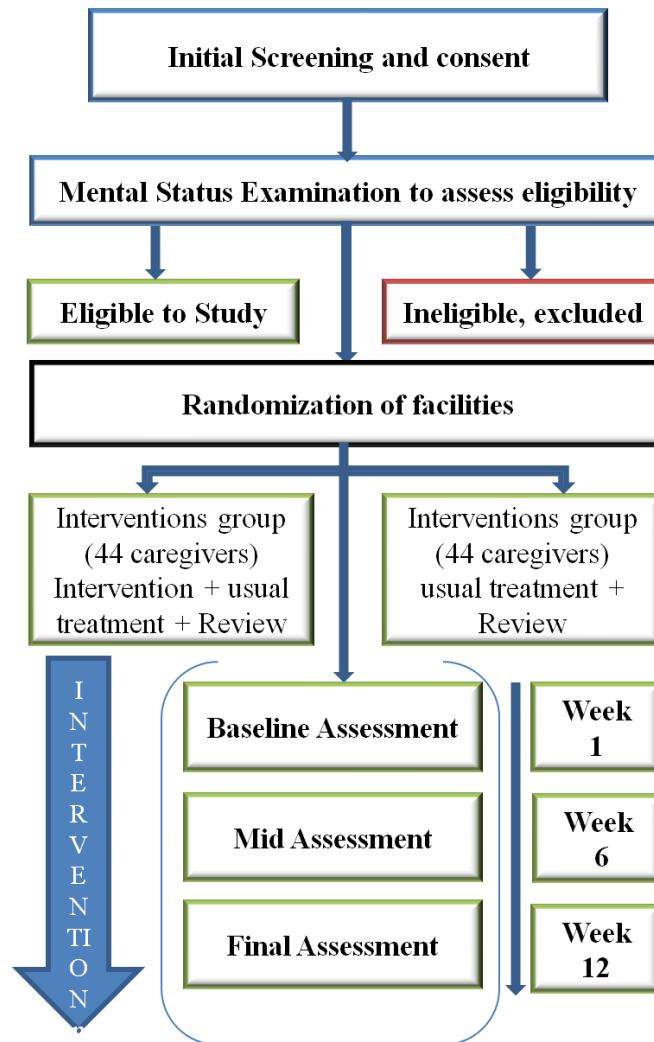 Initial Screening and consent
Mental Status Examination to assess eligibility
Eligible to Study
Ineligible, excluded
Randomization of facilities
Interventions group
(44 caregivers)
Intervention + usual
treatment + Review
Interventions group
(44 caregivers)
usual treatment +
Review
I
N
T
E
R
V
E
N
TI
O
N
Baseline Assessment
Week
1
Mid Assessment
Week
6
Final Assessment
Week
12